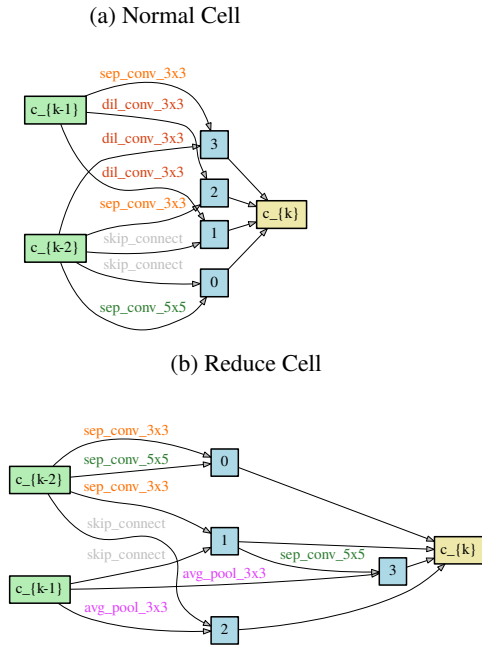 (a) Normal Cell
sep_conv_3x3
c_{k-1}
dil_conv_3x3
dil_conv_3x3
3
dil_conv_3x3
2
sep_conv_3x3
c_{k}
skip_connect
1
c_{k-2}
skip_connect
0
sep_conv_5x5
(b) Reduce Cell
sep_conv_3x3
sep_conv_5x5
0
c_{k-2}
sep_conv_3x3
skip_connect
1
c_{k}
skip_connect
sep_conv_5x5
avg_pool_3x3
3
c_{k-1}
avg_pool_3x3
2